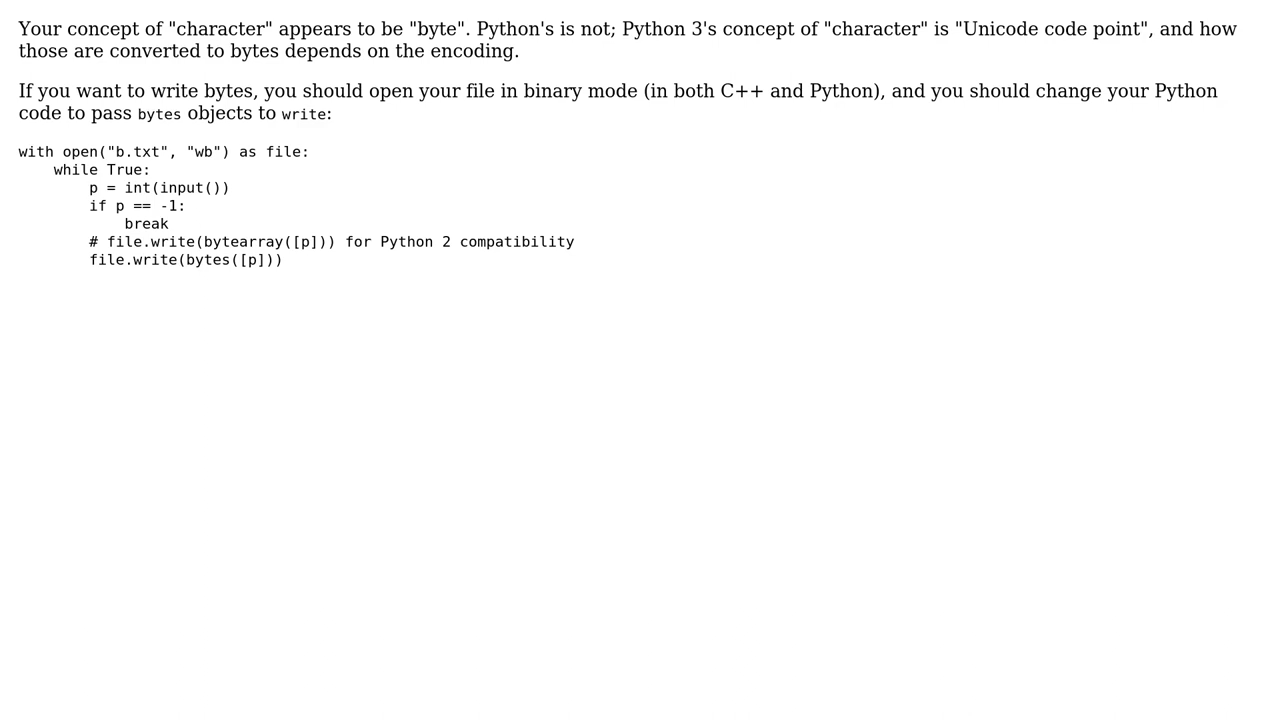 Your concept of "character" appears to be "byte". Python's is not; Python 3's concept of "character" is "Unicode code point", and how
those are converted to bytes depends on the encoding.
If you want to write bytes, you should open your file in binary mode (in both C++ and Python), and you should change your Python
code to pass bytes objects to write:
with open("b.txt", "wb") as file:
    while True:
        p = int(input())
        if p == -1:
            break
        # file.write(bytearray([p])) for Python 2 compatibility
        file.write(bytes([p]))